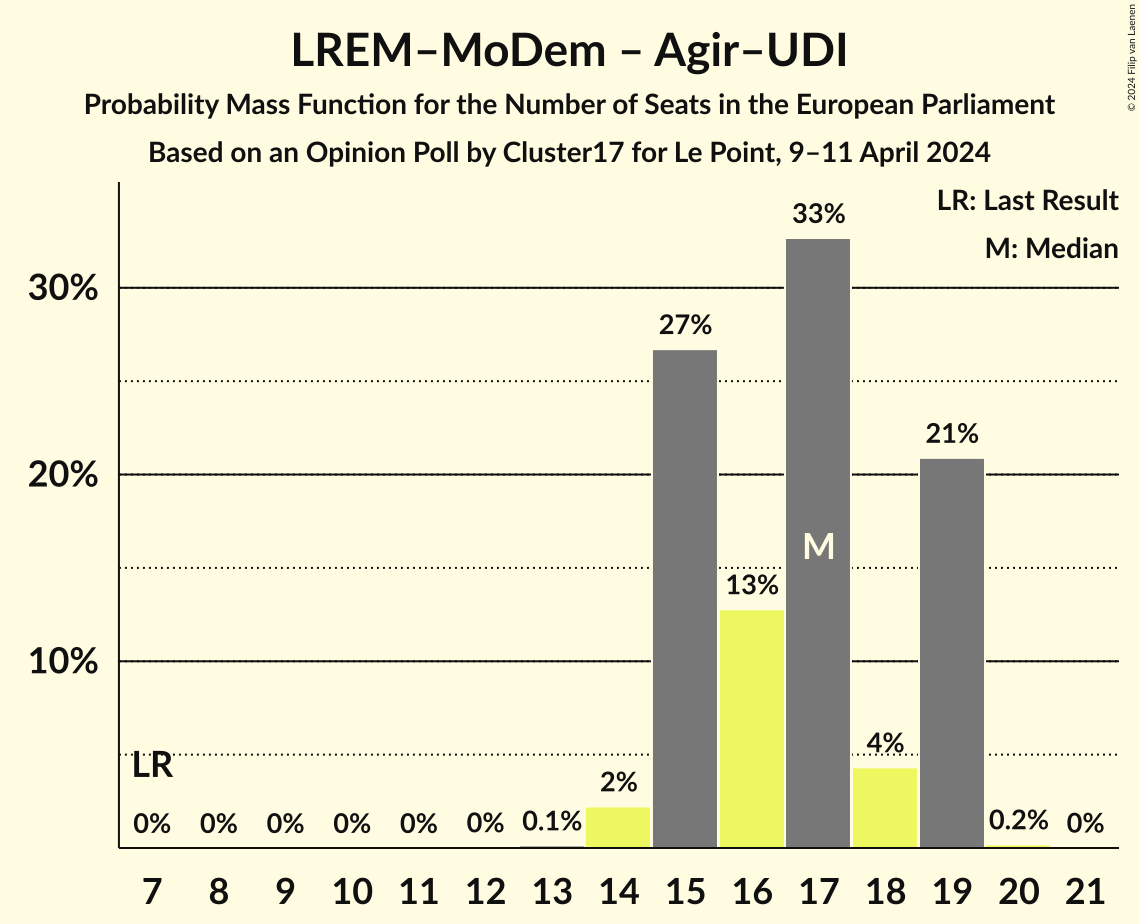 LREM–MoDem – Agir–UDI
Probability Mass Function for the Number of Seats in the European Parliament
Based on an Opinion Poll by Cluster17 for Le Point, 9–11 April 2024
© 2024 Filip van Laenen
LR: Last Result
M: Median
33%
30%
27%
21%
20%
M
13%
10%
4%
LR
2%
0% 0% 0% 0% 0% 0% 0.1% 0.2% 0%
7 8 9 10 11 12 13 14 15 16 17 18 19 20 21